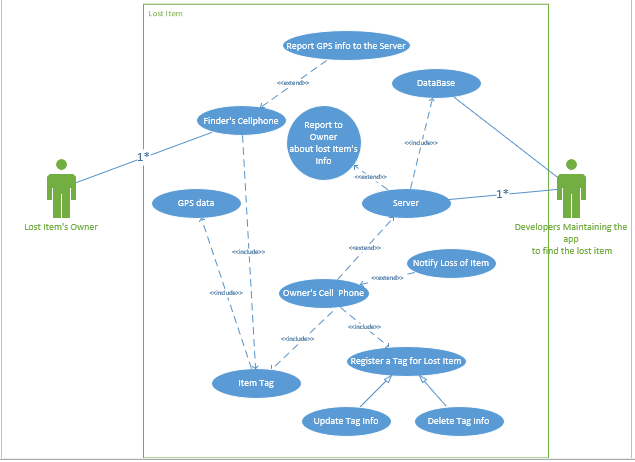 Lost Item
Report GPS info to the Server
<<extend>>
DataBase
Finder's Cellphone
Report to
Owner
about lost Item's
Info
<<include>>
1*
<<extend>>
Lost Item's Owner
GPS data
Server
1*
Developers Maintaining the
app
to find the lost item
<<include>>
<<extend>>
Notify Loss of Item
<<extend>>
<<include>>
Owner's Cell Phone
<<include>>
<<include>>
Register a Tag for Lost Item
Item Tag
Update Tag Info
Delete Tag Info